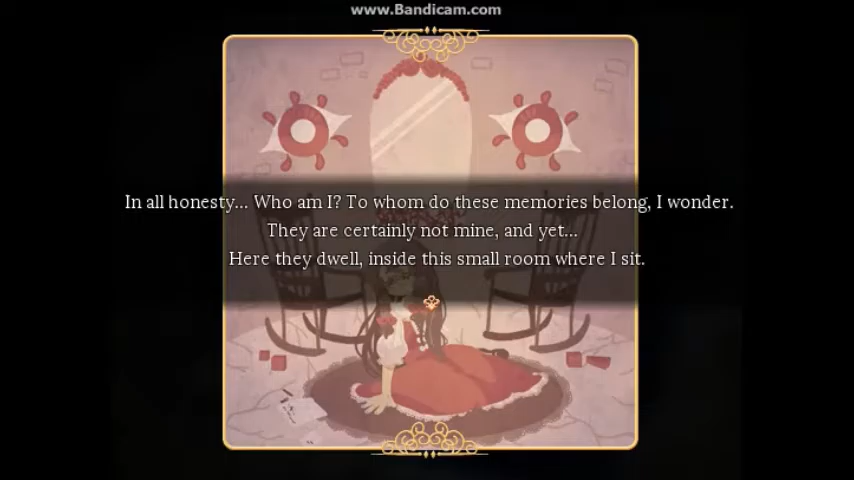 www.Bandicam.com
In all honesty... Who am I? To whom do these memories belong, I wonder.
They are certainly not mine, and yet...
Here they dwell, inside this small room where I sit.